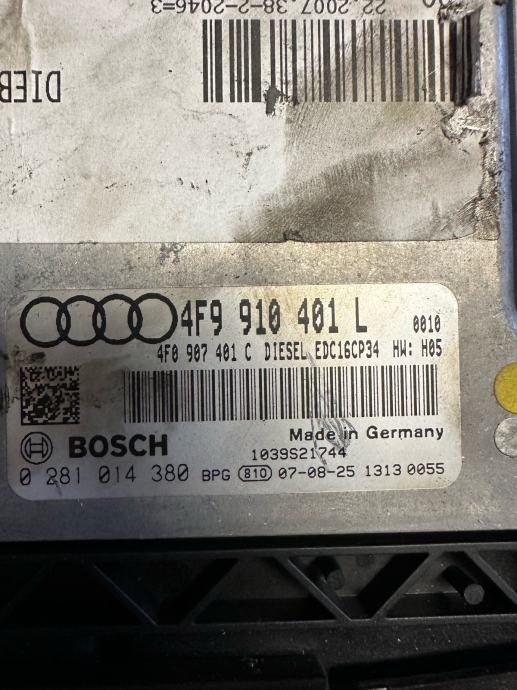 22.2007.38-2-2046=3
DIEB
4F9 910 401 L 0010
4F0 907 401 C DIESEL EDC16CP34 HW: H05
Made in Germany
BOSCH
1039S21744
0 281 014 380 BPG 810 07-08-25 1313 0055